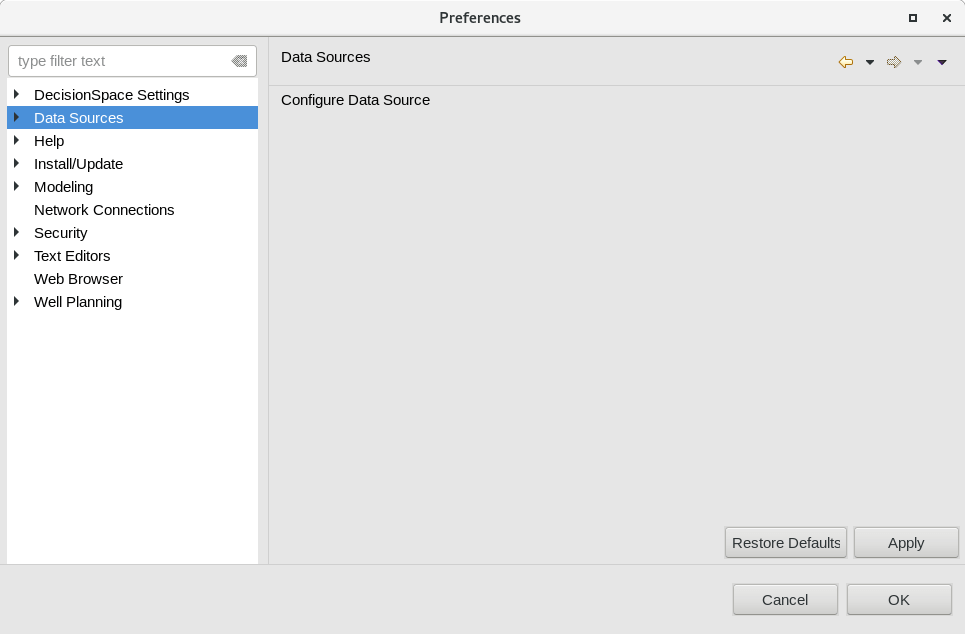 Preferences
type filter text
DecisionSpace Settings
Data Sources
Help
Install/Update
Modeling
Network Connections
Security
Text Editors
Web Browser
Well Planning
Data Sources
Configure Data Source
Restore Defaults
Apply
Cancel
OK